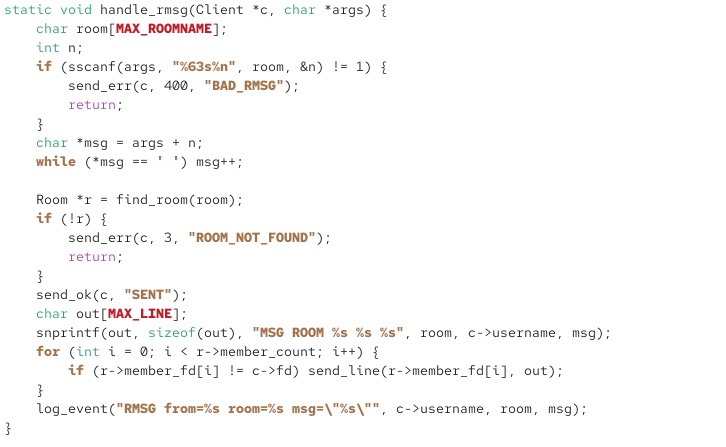 static void handle_rmsg(Client *c, char *args) {
    char room[MAX_ROOMNAME];
    int n;
    if (sscanf(args, "%63s%n", room, &n) != 1) {
        send_err(c, 400, "BAD_RMSG");
        return;
    }
    char *msg = args + n;
    while (*msg == ' ') msg++;

    Room *r = find_room(room);
    if (!r) {
        send_err(c, 3, "ROOM_NOT_FOUND");
        return;
    }
    send_ok(c, "SENT");
    char out[MAX_LINE];
    snprintf(out, sizeof(out), "MSG ROOM %s %s %s", room, c->username, msg);
    for (int i = 0; i < r->member_count; i++) {
        if (r->member_fd[i] != c->fd) send_line(r->member_fd[i], out);
    }
    log_event("RMSG from=%s room=%s msg=\"%s\"", c->username, room, msg);
}